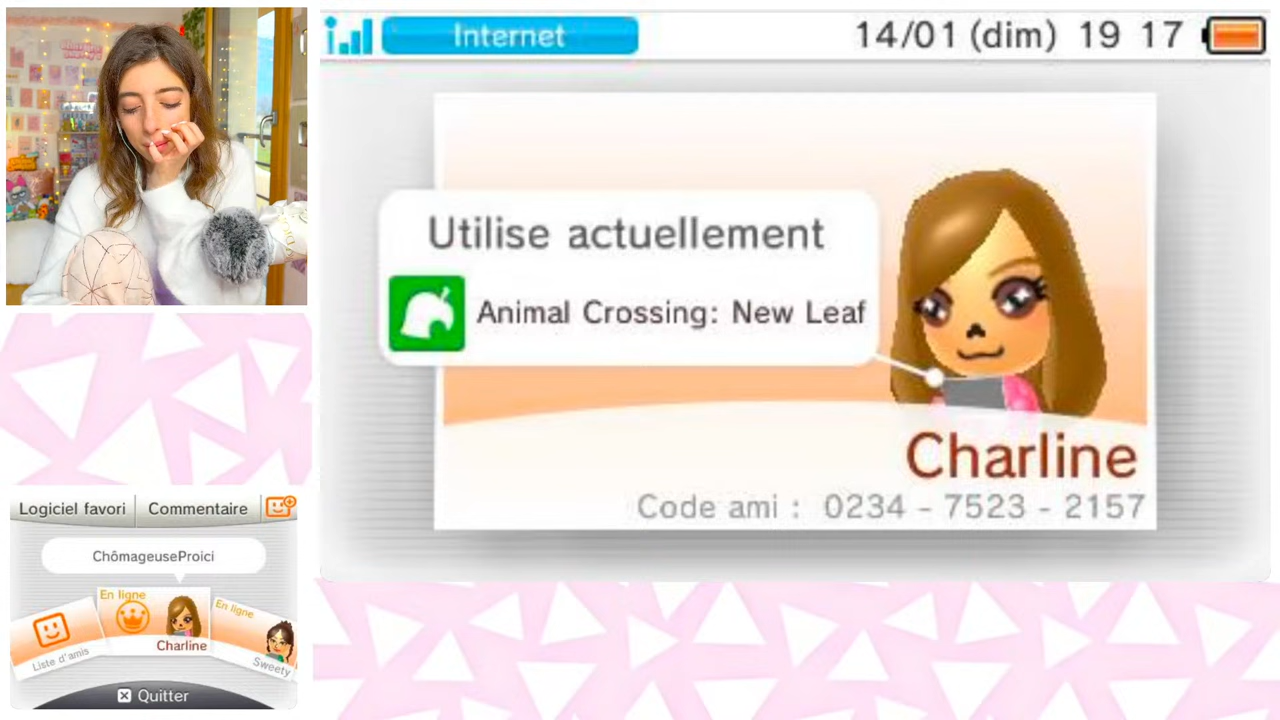 Internet
14/01 (dim) 19 17
Utilise actuellement
Animal Crossing: New Leaf
Charline
Code ami : 0234 - 7523 - 2157
Logiciel favori
Commentaire
ChômageuseProici
En ligne
En ligne
Liste d'amis
Charline
Sweety
Quitter